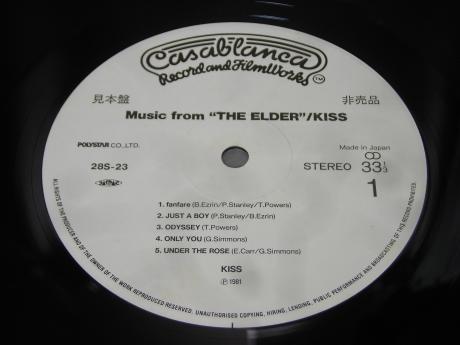 Casablanca
Record and FilmWorks
TM
見本盤
非売品
Music from "THE ELDER"/KISS
POLYSTAR CO.,LTD.
28S-23
Made in Japan
STEREO 33 1/3
1
1. fanfare (B.Ezrin/P.Stanley/T.Powers)
2. JUST A BOY (P.Stanley/B.Ezrin)
3. ODYSSEY (T.Powers)
4. ONLY YOU (G.Simmons)
5. UNDER THE ROSE (E.Carr/G.Simmons)
KISS
Ⓟ 1981
ALL RIGHTS OF THE PRODUCER AND OF THE OWNER OF THE WORK REPRODUCED RESERVED. UNAUTHORISED COPYING, HIRING, LENDING, PUBLIC PERFORMANCE AND BROADCASTING OF THIS RECORD PROHIBITED.